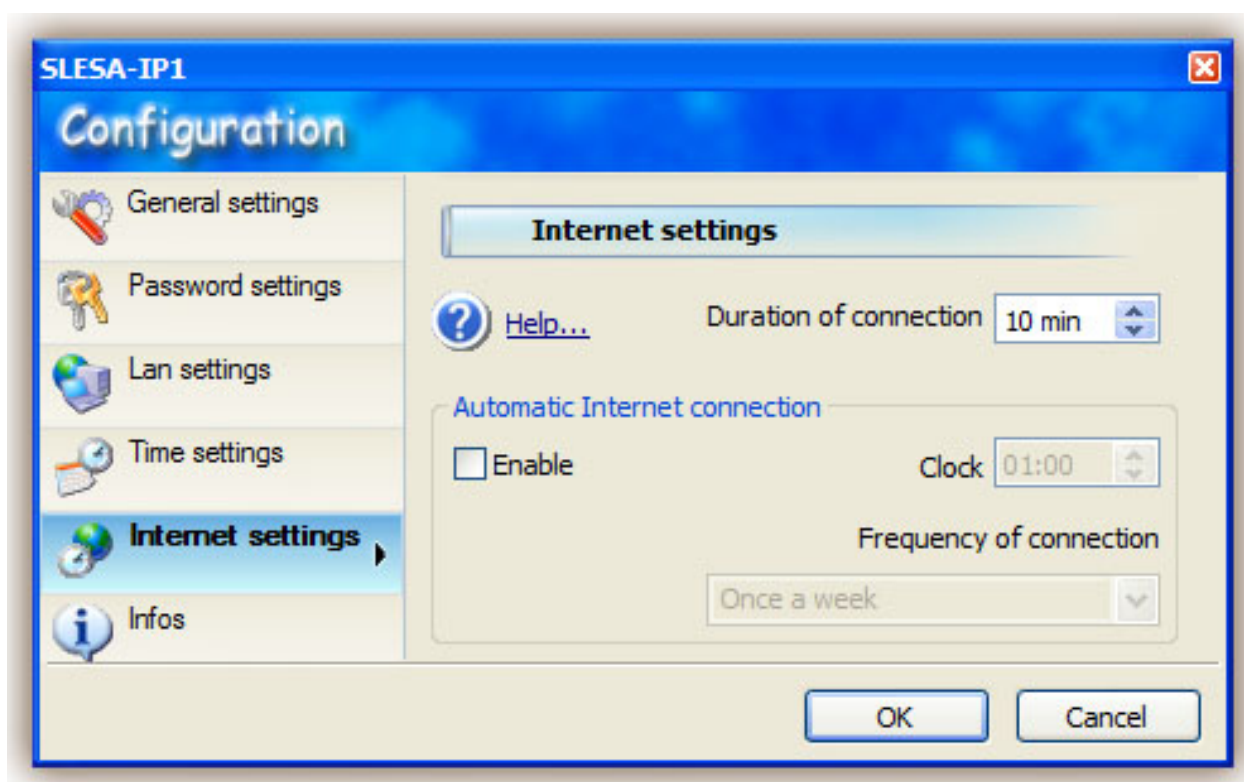 SLESA-IP1
Configuration
General settings
Password settings
Lan settings
Time settings
Internet settings
Infos
Internet settings
Help...
Duration of connection 10 min
Automatic Internet connection
Enable
Clock 01:00
Frequency of connection
Once a week
OK Cancel